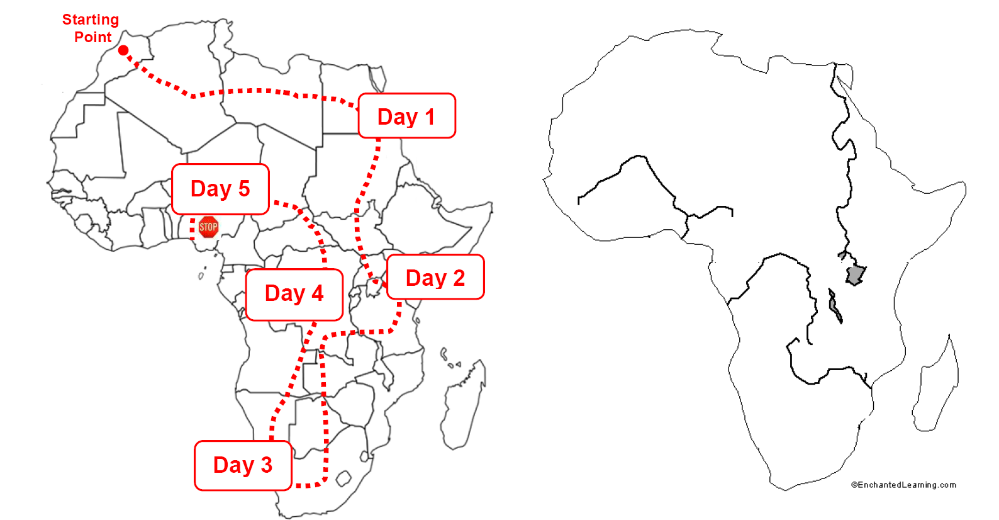 Starting
Point
Day 1
Day 5
STOP
Day 2
Day 4
Day 3
©EnchantedLearning.com